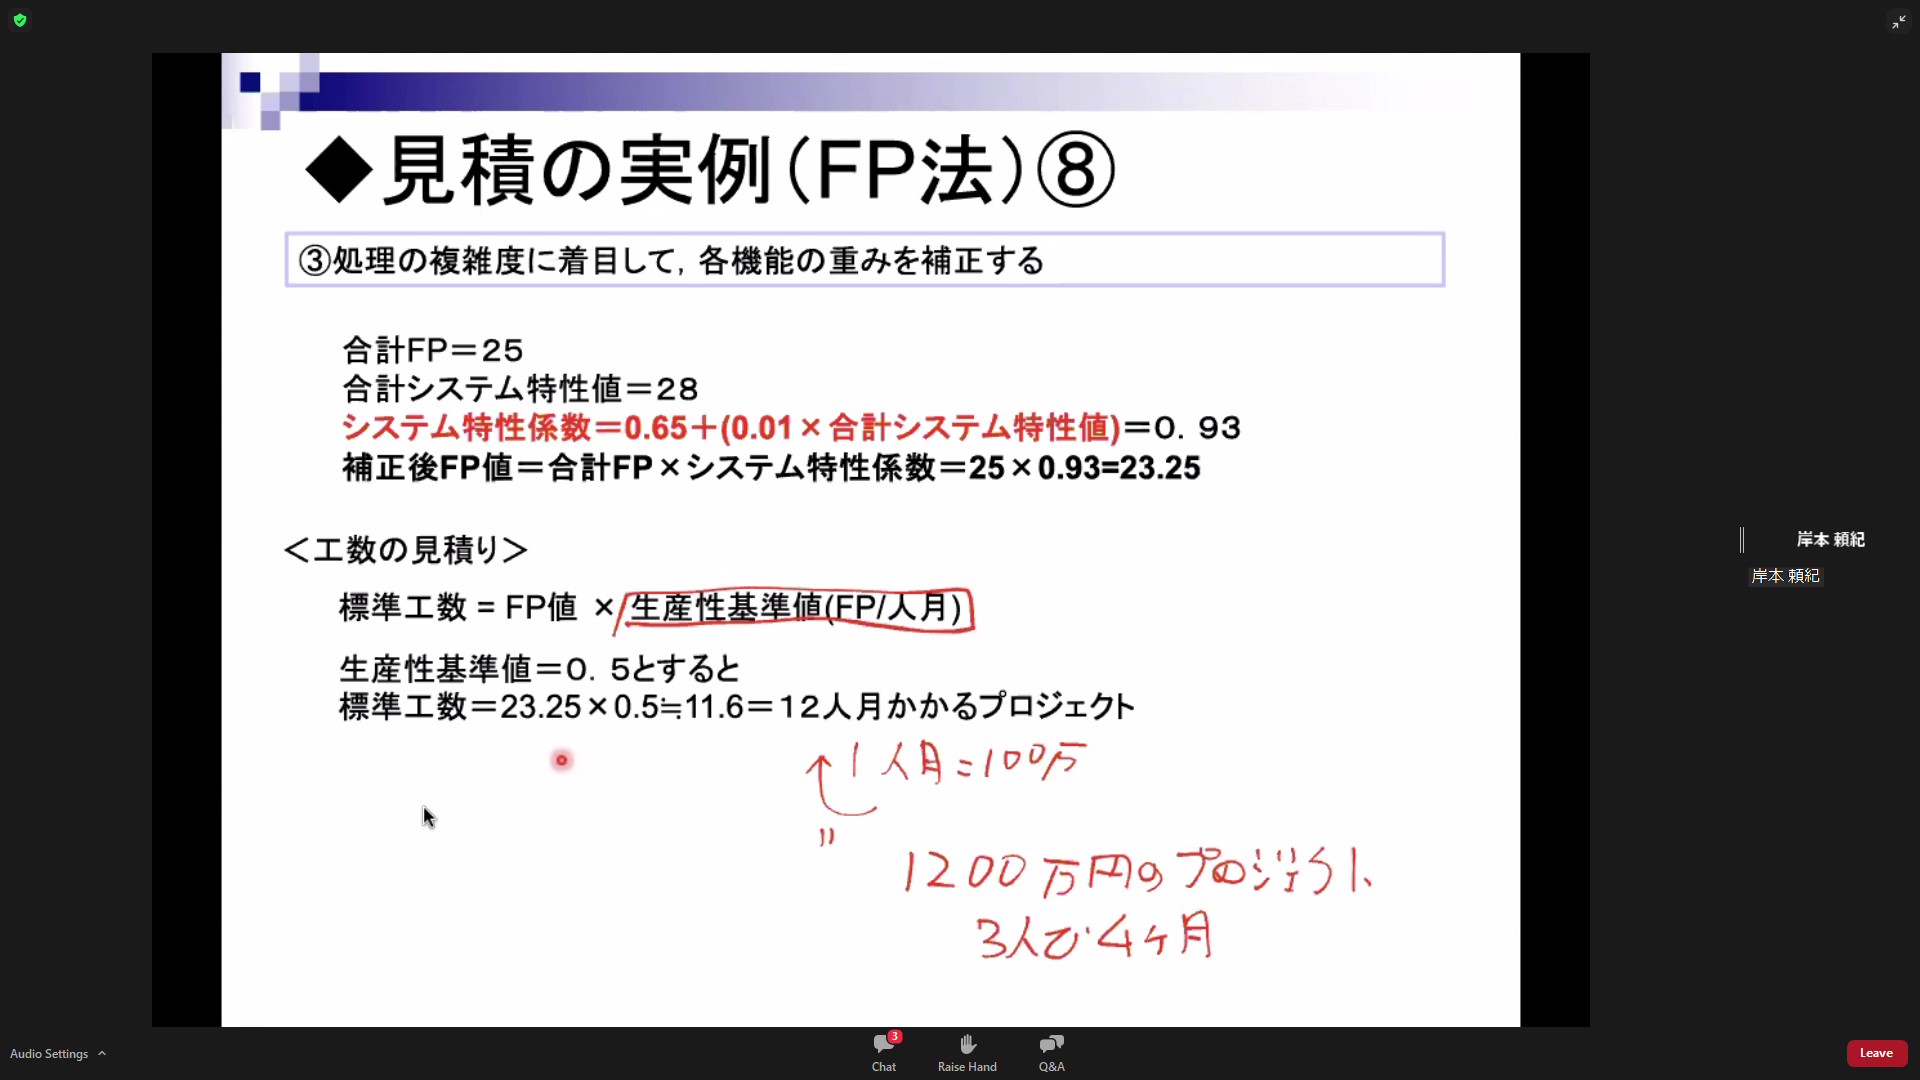 ◆見積の実例(FP法)⑧
③処理の複雑度に着目して，各機能の重みを補正する
合計FP＝25
合計システム特性値＝28
システム特性係数＝0.65＋(0.01×合計システム特性値)＝0．93
補正後FP値＝合計FP×システム特性係数＝25×0.93=23.25
＜工数の見積り＞
標準工数 = FP値 × 生産性基準値(FP/人月)
生産性基準値＝0．5とすると
標準工数＝23.25×0.5≒11.6＝12人月かかるプロジェクト
1人月=100万
〃
1200万円のプロジェクト
3人で4ヶ月
岸本 頼紀
岸本 頼紀
Audio Settings
3
Chat
Raise Hand
Q&A
Leave